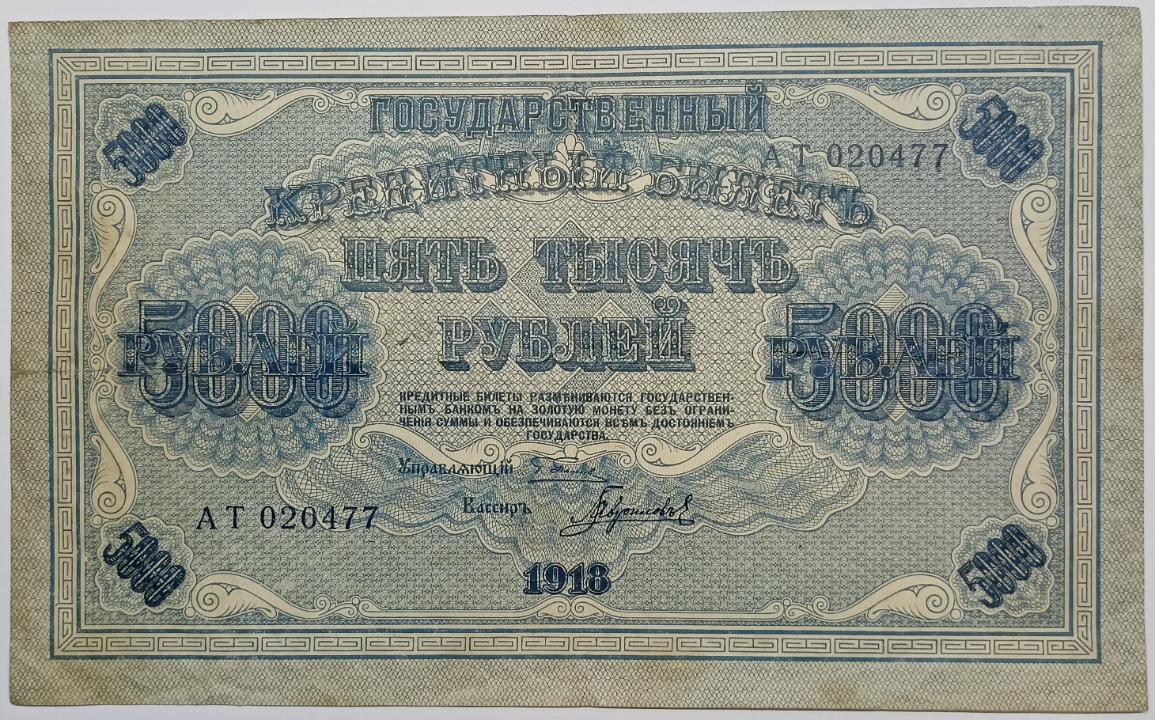 5000
ГОСУДАРСТВЕННЫЙ
5000
КРЕДИТНЫЙ БИЛЕТЪ
АТ 020477
ПЯТЬ ТЫСЯЧЪ
РУБЛЕЙ
5000
РУБЛЕЙ
5000
РУБЛЕЙ
КРЕДИТНЫЕ БИЛЕТЫ РАЗМѢНИВАЮТСЯ ГОСУДАРСТВЕН-
НЫМЪ БАНКОМЪ НА ЗОЛОТУЮ МОНЕТУ БЕЗЪ ОГРАНИ-
ЧЕНІЯ СУММЫ И ОБЕЗПЕЧИВАЮТСЯ ВСѢМЪ ДОСТОЯНІЕМЪ
ГОСУДАРСТВА.
Управляющій
Кассиръ
АТ 020477
5000
1918
5000